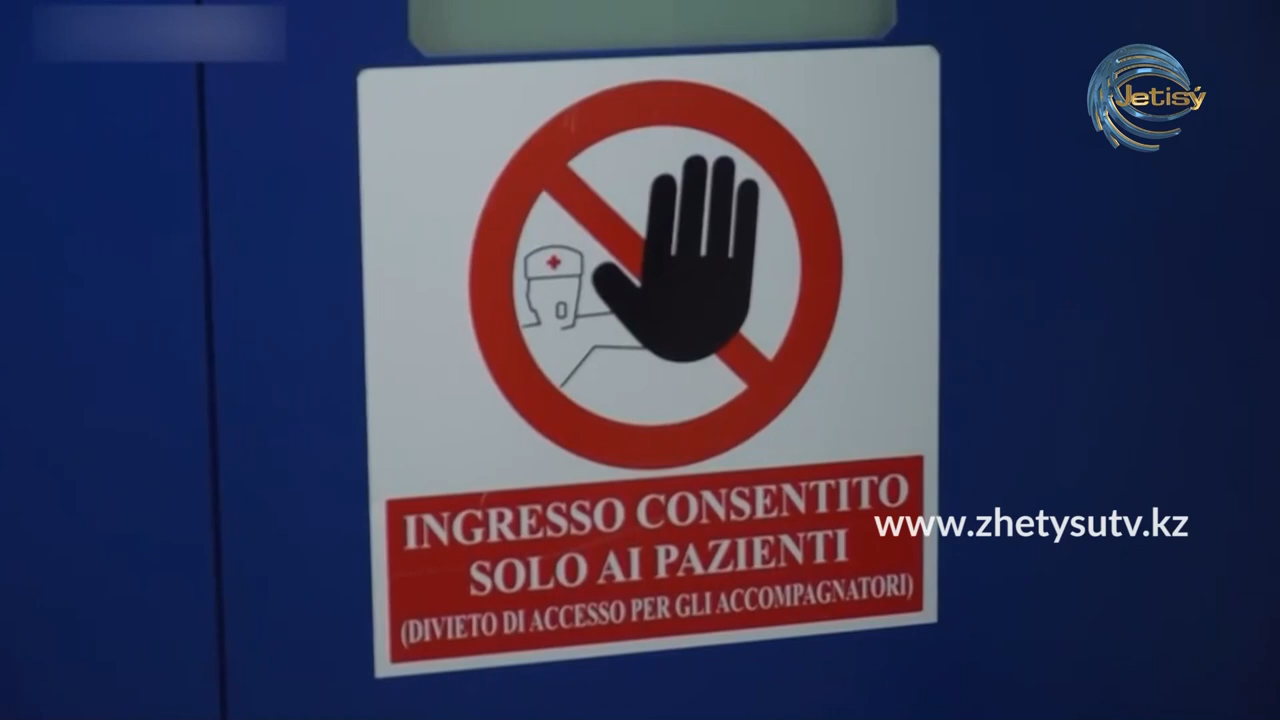 Jetisý
INGRESSO CONSENTITO
SOLO AI PAZIENTI
(DIVIETO DI ACCESSO PER GLI ACCOMPAGNATORI)
www.zhetysutv.kz